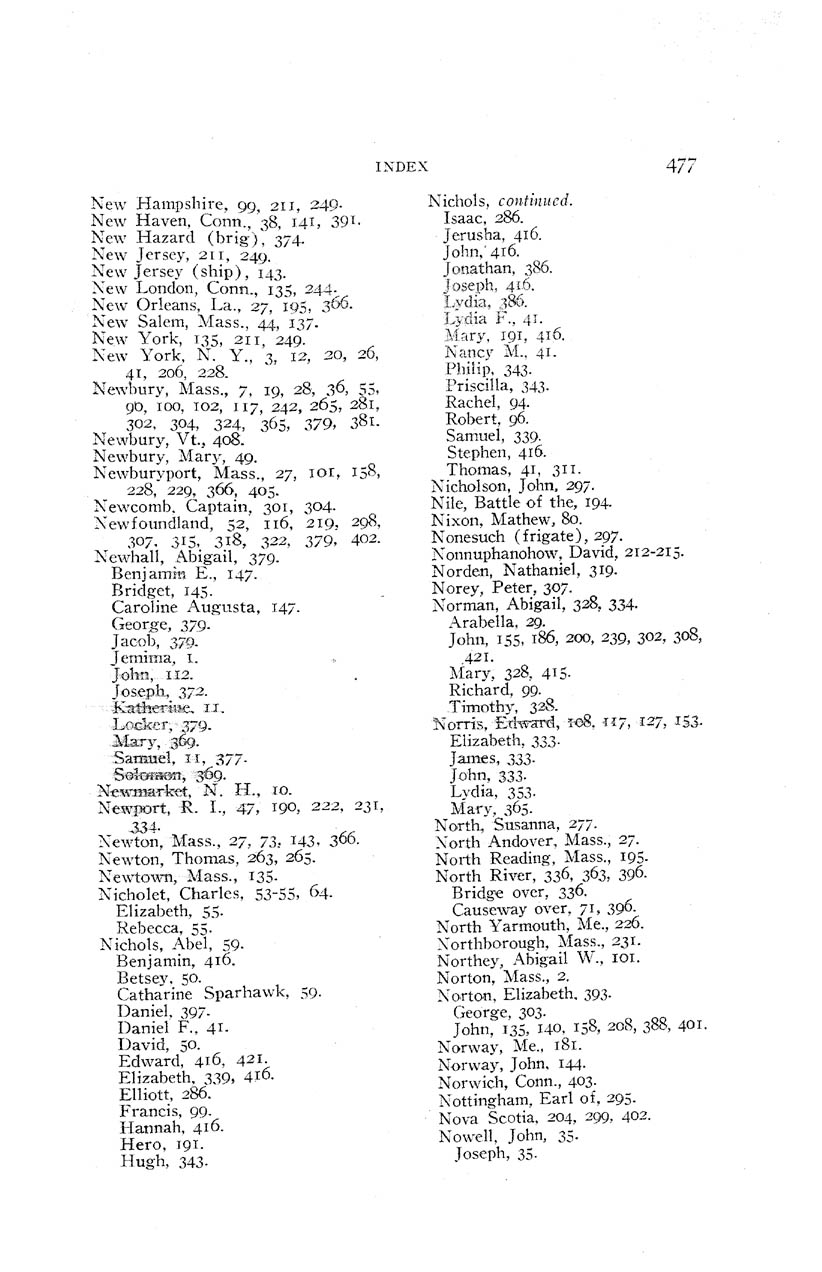 INDEX 477
New Hampshire, 99, 211, 249.
New Haven, Conn., 38, 141, 391.
New Hazard (brig), 374.
New Jersey, 211, 249.
New Jersey (ship), 143.
New London, Conn., 135, 244.
New Orleans, La., 27, 195, 366.
New Salem, Mass., 44, 137.
New York, 135, 211, 249.
New York, N. Y., 3, 12, 20, 26,
41, 206, 228.
Newbury, Mass., 7, 19, 28, 36, 55,
90, 100, 102, 117, 242, 265, 281,
302, 304, 324, 365, 379, 381.
Newbury, Vt., 408.
Newbury, Mary, 49.
Newburyport, Mass., 27, 101, 158,
228, 229, 366, 405.
Newcomb, Captain, 301, 304.
Newfoundland, 52, 116, 219, 298,
307, 315, 318, 322, 379, 402.
Newhall, Abigail, 379.
Benjamin E., 147.
Bridget, 145.
Caroline Augusta, 147.
George, 379.
Jacob, 379.
Jemima, 1.
John, 112.
Joseph, 372.
Katherine, 11.
Locker, 379.
Mary, 369.
Samuel, 11, 377.
Solomon, 369.
Newmarket, N. H., 10.
Newport, R. I., 47, 190, 222, 231,
334.
Newton, Mass., 27, 73, 143, 366.
Newton, Thomas, 263, 265.
Newtown, Mass., 135.
Nicholet, Charles, 53-55, 64.
Elizabeth, 55.
Rebecca, 55.
Nichols, Abel, 59.
Benjamin, 416.
Betsey, 50.
Catharine Sparhawk, 59.
Daniel, 397.
Daniel F., 41.
David, 50.
Edward, 416, 421.
Elizabeth, 339, 416.
Elliott, 286.
Francis, 99.
Hannah, 416.
Hero, 191.
Hugh, 343.
Nichols, continued.
Isaac, 286.
Jerusha, 416.
John, 416.
Jonathan, 386.
Joseph, 416.
Lydia, 386.
Lydia F., 41.
Mary, 191, 416.
Nancy M., 41.
Philip, 343.
Priscilla, 343.
Rachel, 94.
Robert, 96.
Samuel, 339.
Stephen, 416.
Thomas, 41, 311.
Nicholson, John, 297.
Nile, Battle of the, 194.
Nixon, Mathew, 80.
Nonesuch (frigate), 297.
Nonnuphanohow, David, 212-215.
Norden, Nathaniel, 319.
Norey, Peter, 307.
Norman, Abigail, 328, 334.
Arabella, 29.
John, 155, 186, 200, 239, 302, 308,
421.
Mary, 328, 415.
Richard, 99.
Timothy, 328.
Norris, Edward, 108, 117, 127, 153.
Elizabeth, 333.
James, 333.
John, 333.
Lydia, 353.
Mary, 365.
North, Susanna, 277.
North Andover, Mass., 27.
North Reading, Mass., 195.
North River, 336, 363, 396.
Bridge over, 336.
Causeway over, 71, 396.
North Yarmouth, Me., 226.
Northborough, Mass., 231.
Northey, Abigail W., 101.
Norton, Mass., 2.
Norton, Elizabeth, 393.
George, 303.
John, 135, 140, 158, 208, 388, 401.
Norway, Me., 181.
Norway, John, 144.
Norwich, Conn., 403.
Nottingham, Earl of, 295.
Nova Scotia, 204, 299, 402.
Nowell, John, 35.
Joseph, 35.